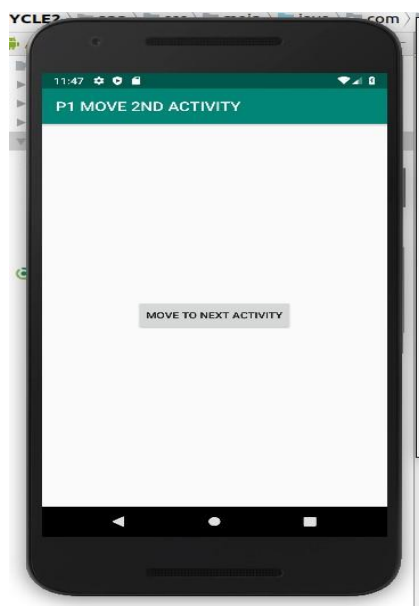 YCLE2
com
11:47
P1 MOVE 2ND ACTIVITY
MOVE TO NEXT ACTIVITY